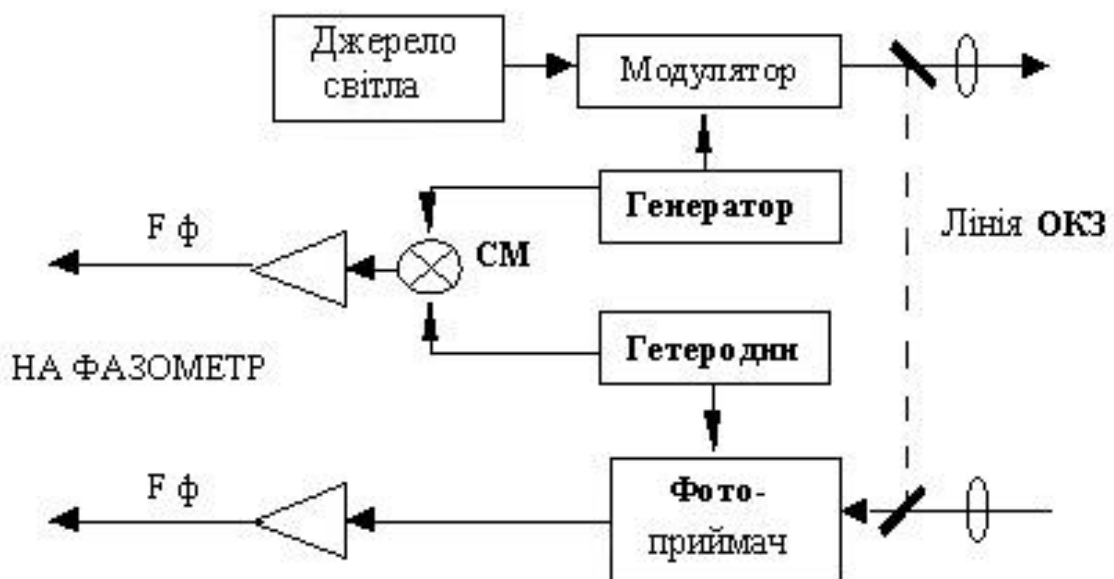 Джерело
світла
Модулятор
Генератор
Лінія ОКЗ
F ф
СМ
Гетеродин
НА ФАЗОМЕТР
F ф
Фото-
приймач